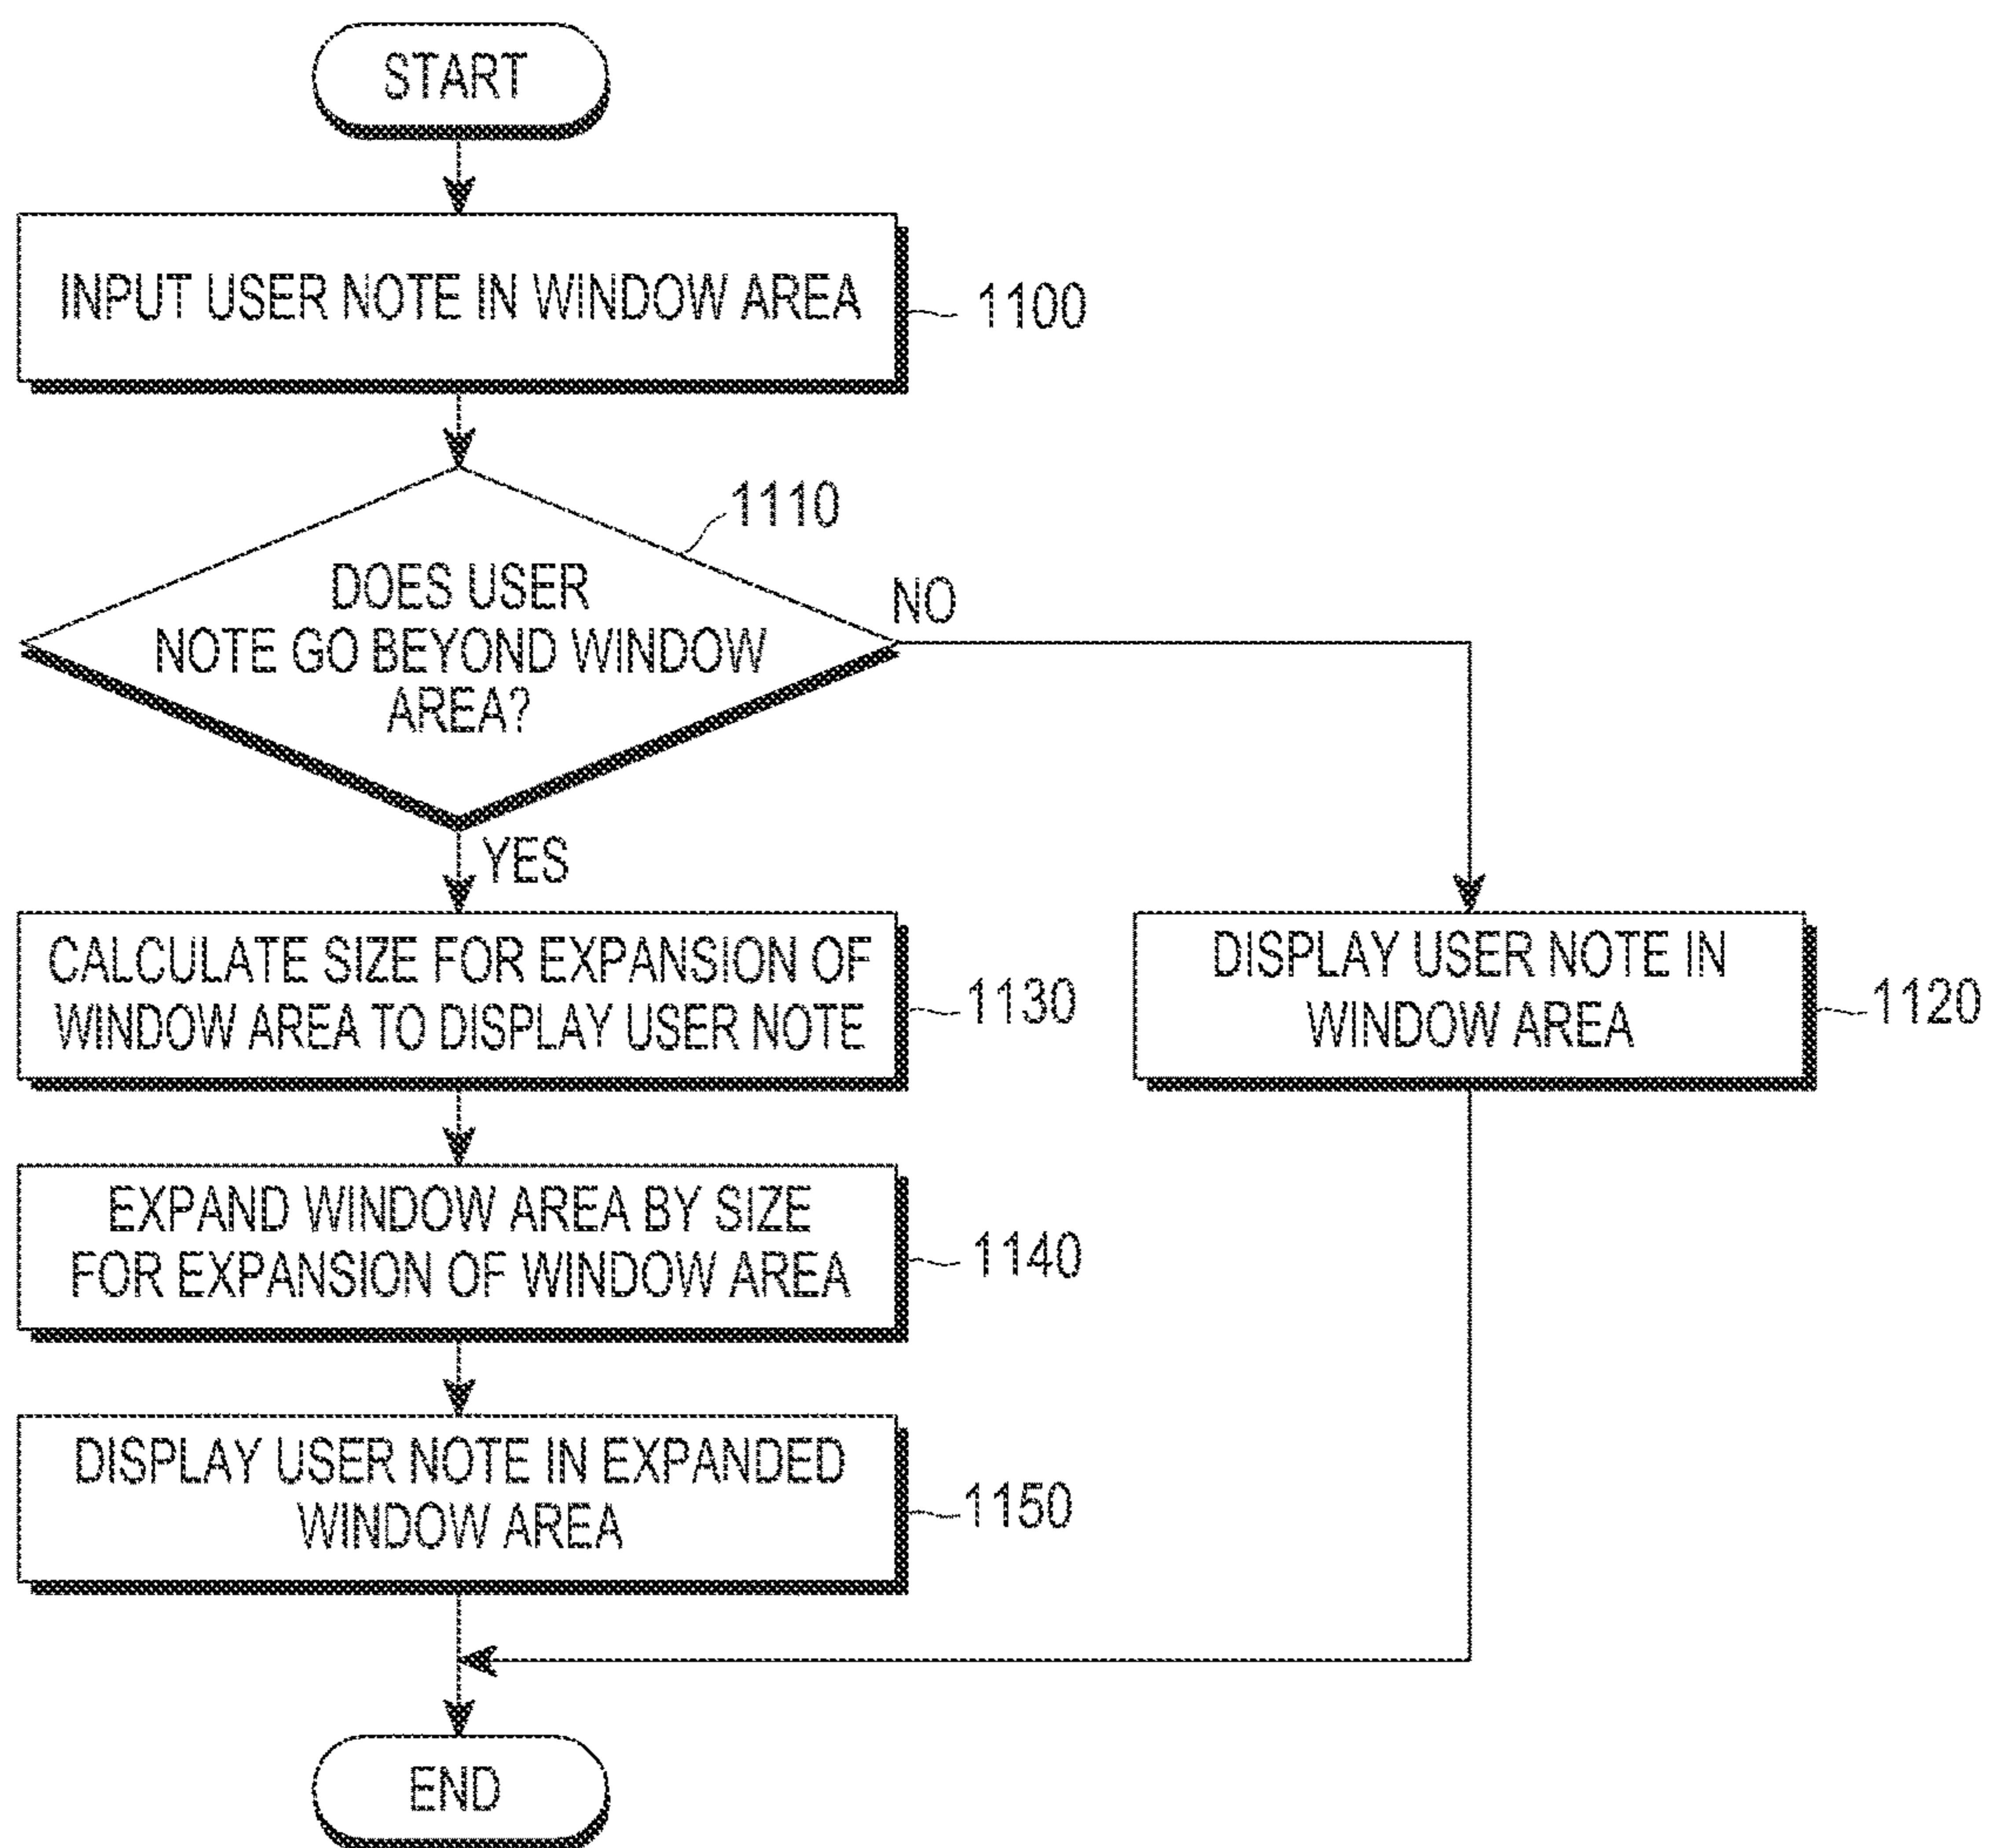 START
INPUT USER NOTE IN WINDOW AREA
1100
1110
DOES USER
NOTE GO BEYOND WINDOW
AREA?
NO
YES
CALCULATE SIZE FOR EXPANSION OF
WINDOW AREA TO DISPLAY USER NOTE
1130
DISPLAY USER NOTE IN
WINDOW AREA
1120
EXPAND WINDOW AREA BY SIZE
FOR EXPANSION OF WINDOW AREA
1140
DISPLAY USER NOTE IN EXPANDED
WINDOW AREA
1150
END